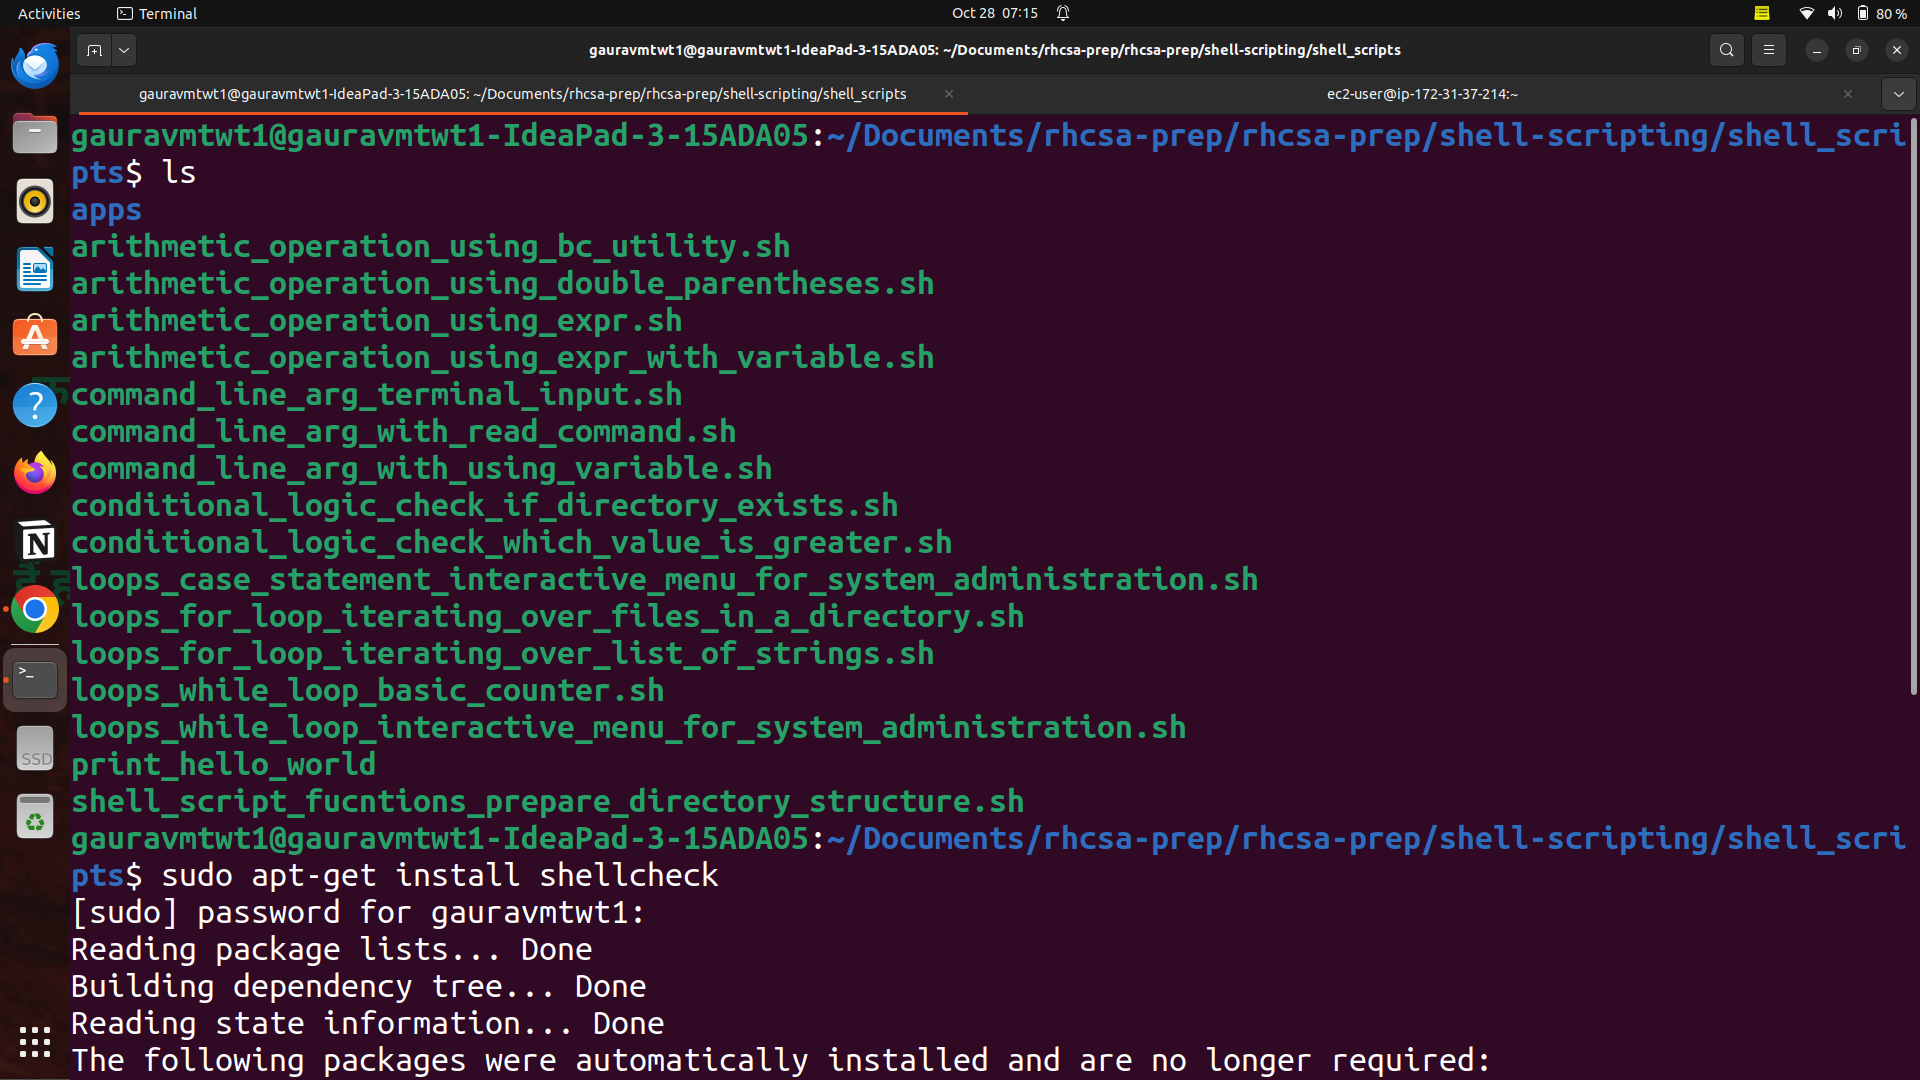 Activities Terminal Oct 28 07:15 80 %
gauravmtwt1@gauravmtwt1-IdeaPad-3-15ADA05: ~/Documents/rhcsa-prep/rhcsa-prep/shell-scripting/shell_scripts
gauravmtwt1@gauravmtwt1-IdeaPad-3-15ADA05: ~/Documents/rhcsa-prep/rhcsa-prep/shell-scripting/shell_scripts ec2-user@ip-172-31-37-214:~
gauravmtwt1@gauravmtwt1-IdeaPad-3-15ADA05:~/Documents/rhcsa-prep/rhcsa-prep/shell-scripting/shell_scri
pts$ ls
apps
arithmetic_operation_using_bc_utility.sh
arithmetic_operation_using_double_parentheses.sh
arithmetic_operation_using_expr.sh
arithmetic_operation_using_expr_with_variable.sh
command_line_arg_terminal_input.sh
command_line_arg_with_read_command.sh
command_line_arg_with_using_variable.sh
conditional_logic_check_if_directory_exists.sh
conditional_logic_check_which_value_is_greater.sh
loops_case_statement_interactive_menu_for_system_administration.sh
loops_for_loop_iterating_over_files_in_a_directory.sh
loops_for_loop_iterating_over_list_of_strings.sh
loops_while_loop_basic_counter.sh
loops_while_loop_interactive_menu_for_system_administration.sh
print_hello_world
shell_script_fucntions_prepare_directory_structure.sh
gauravmtwt1@gauravmtwt1-IdeaPad-3-15ADA05:~/Documents/rhcsa-prep/rhcsa-prep/shell-scripting/shell_scri
pts$ sudo apt-get install shellcheck
[sudo] password for gauravmtwt1:
Reading package lists... Done
Building dependency tree... Done
Reading state information... Done
The following packages were automatically installed and are no longer required:
SSD